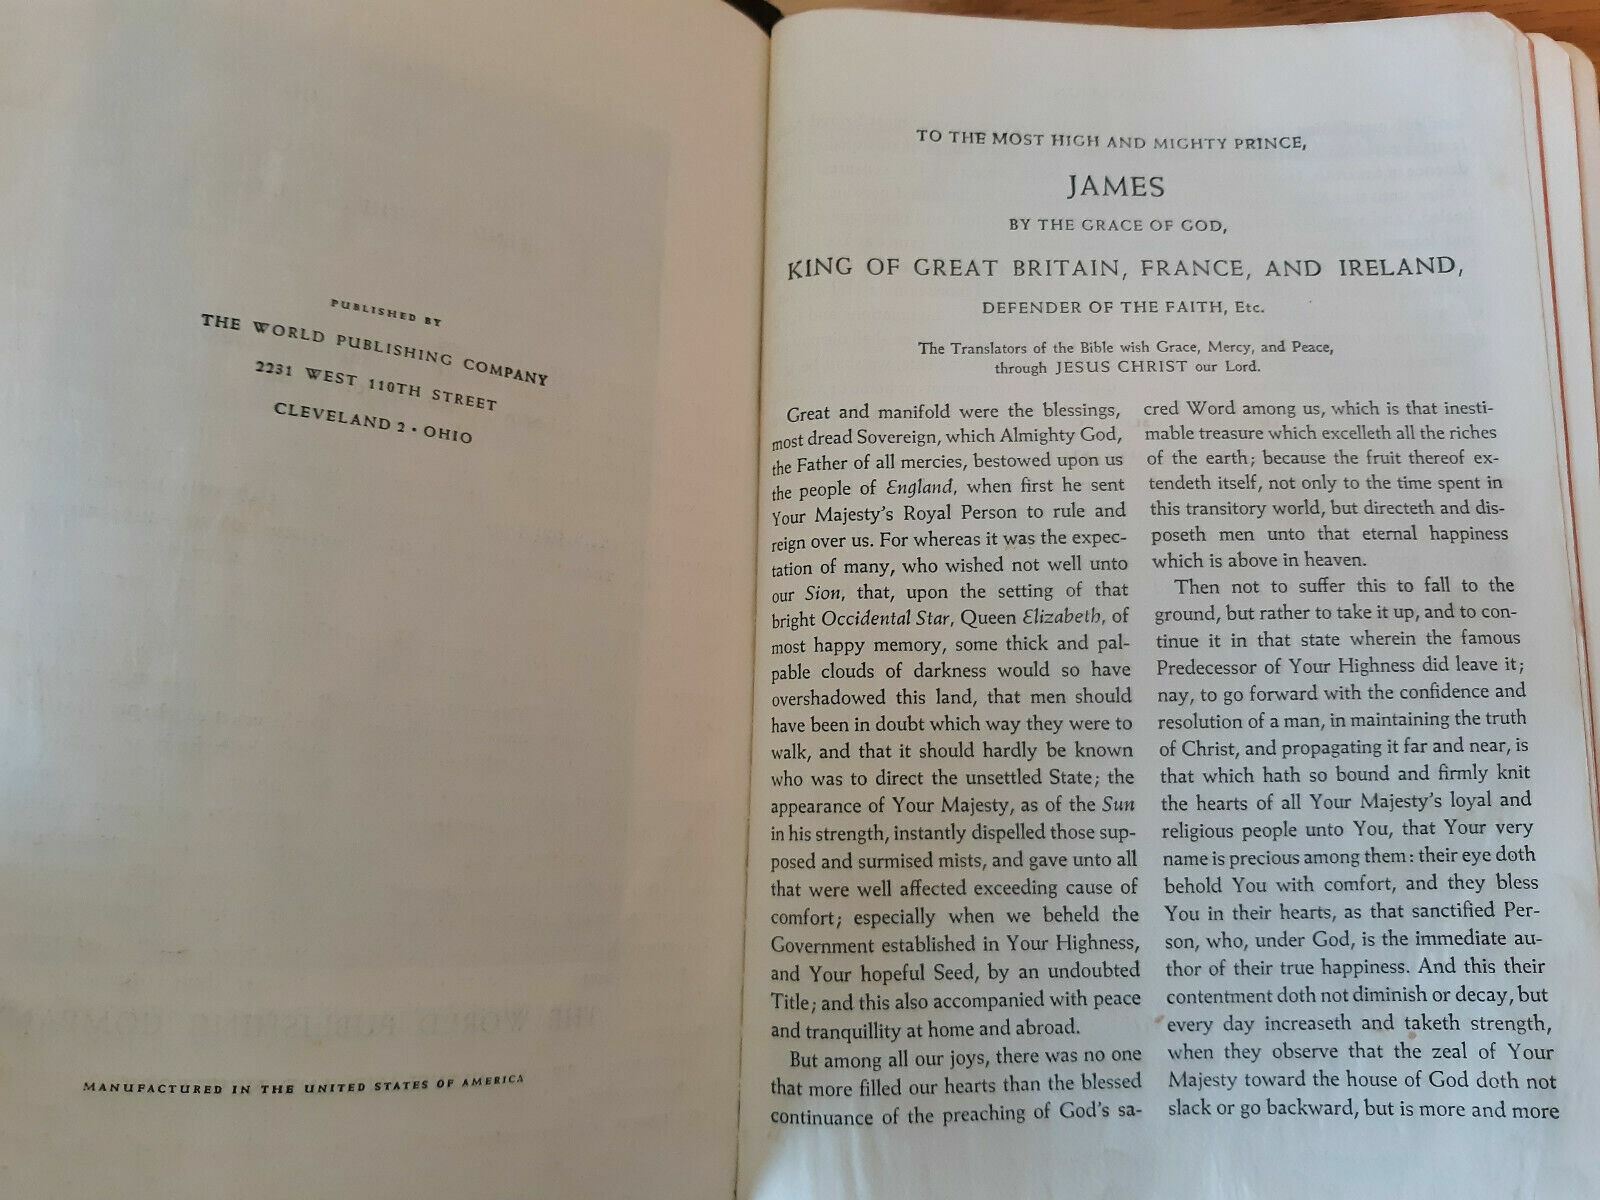 PUBLISHED BY
THE WORLD PUBLISHING COMPANY
2231 WEST 110TH STREET
CLEVELAND 2 • OHIO
MANUFACTURED IN THE UNITED STATES OF AMERICA
TO THE MOST HIGH AND MIGHTY PRINCE,
JAMES
BY THE GRACE OF GOD,
KING OF GREAT BRITAIN, FRANCE, AND IRELAND,
DEFENDER OF THE FAITH, Etc.
The Translators of the Bible wish Grace, Mercy, and Peace,
through JESUS CHRIST our Lord.
Great and manifold were the blessings,
most dread Sovereign, which Almighty God,
the Father of all mercies, bestowed upon us
the people of England, when first he sent
Your Majesty's Royal Person to rule and
reign over us. For whereas it was the expec-
tation of many, who wished not well unto
our Sion, that, upon the setting of that
bright Occidental Star, Queen Elizabeth, of
most happy memory, some thick and pal-
pable clouds of darkness would so have
overshadowed this land, that men should
have been in doubt which way they were to
walk, and that it should hardly be known
who was to direct the unsettled State; the
appearance of Your Majesty, as of the Sun
in his strength, instantly dispelled those sup-
posed and surmised mists, and gave unto all
that were well affected exceeding cause of
comfort; especially when we beheld the
Government established in Your Highness,
and Your hopeful Seed, by an undoubted
Title; and this also accompanied with peace
and tranquillity at home and abroad.
But among all our joys, there was no one
that more filled our hearts than the blessed
continuance of the preaching of God's sa-
cred Word among us, which is that inesti-
mable treasure which excelleth all the riches
of the earth; because the fruit thereof ex-
tendeth itself, not only to the time spent in
this transitory world, but directeth and dis-
poseth men unto that eternal happiness
which is above in heaven.
Then not to suffer this to fall to the
ground, but rather to take it up, and to con-
tinue it in that state wherein the famous
Predecessor of Your Highness did leave it;
nay, to go forward with the confidence and
resolution of a man, in maintaining the truth
of Christ, and propagating it far and near, is
that which hath so bound and firmly knit
the hearts of all Your Majesty's loyal and
religious people unto You, that Your very
name is precious among them: their eye doth
behold You with comfort, and they bless
You in their hearts, as that sanctified Per-
son, who, under God, is the immediate au-
thor of their true happiness. And this their
contentment doth not diminish or decay, but
every day increaseth and taketh strength,
when they observe that the zeal of Your
Majesty toward the house of God doth not
slack or go backward, but is more and more